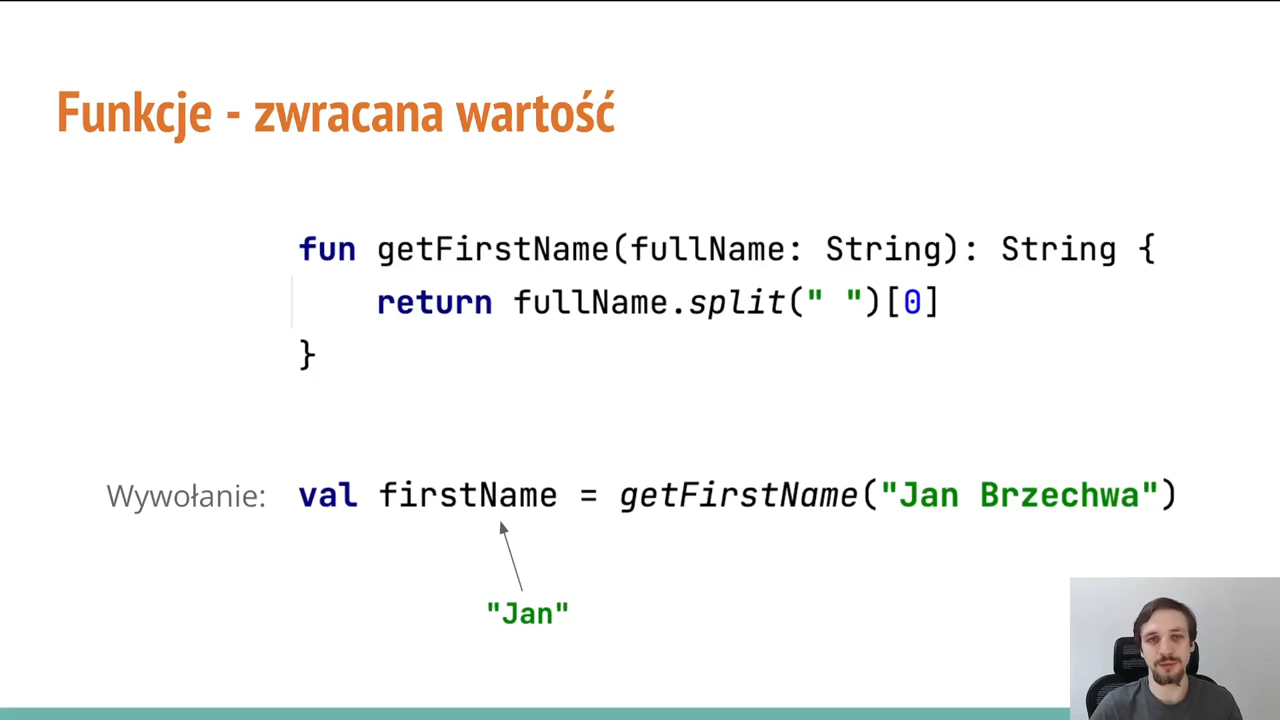 Funkcje - zwracana wartość
fun getFirstName(fullName: String): String {
return fullName.split(" ")[0]
}
Wywołanie: val firstName = getFirstName("Jan Brzechwa")
"Jan"